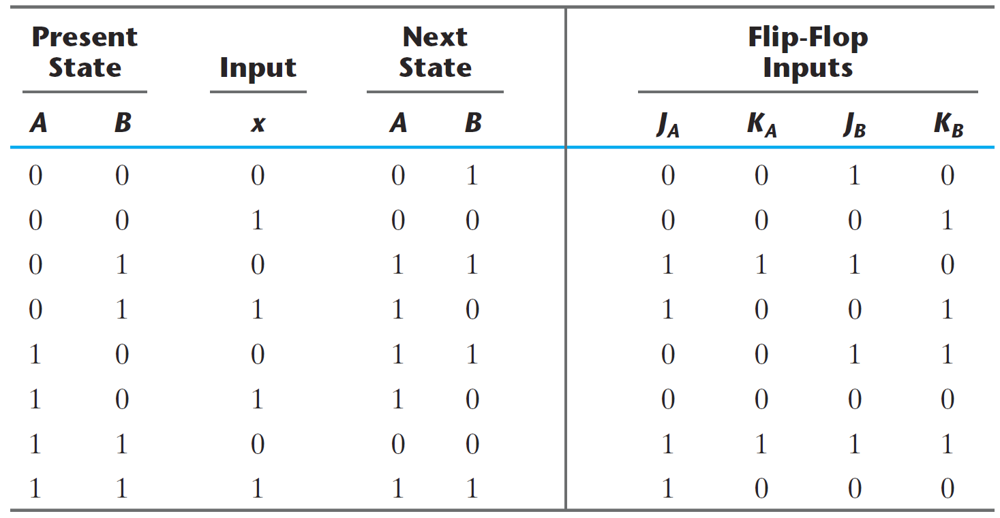 Present Next Flip-Flop
State Input State Inputs
A B x A B JA KA JB KB
0 0 0 0 1 0 0 1 0
0 0 1 0 0 0 0 0 1
0 1 0 1 1 1 1 1 0
0 1 1 1 0 1 0 0 1
1 0 0 1 1 0 0 1 1
1 0 1 1 0 0 0 0 0
1 1 0 0 0 1 1 1 1
1 1 1 1 1 1 0 0 0